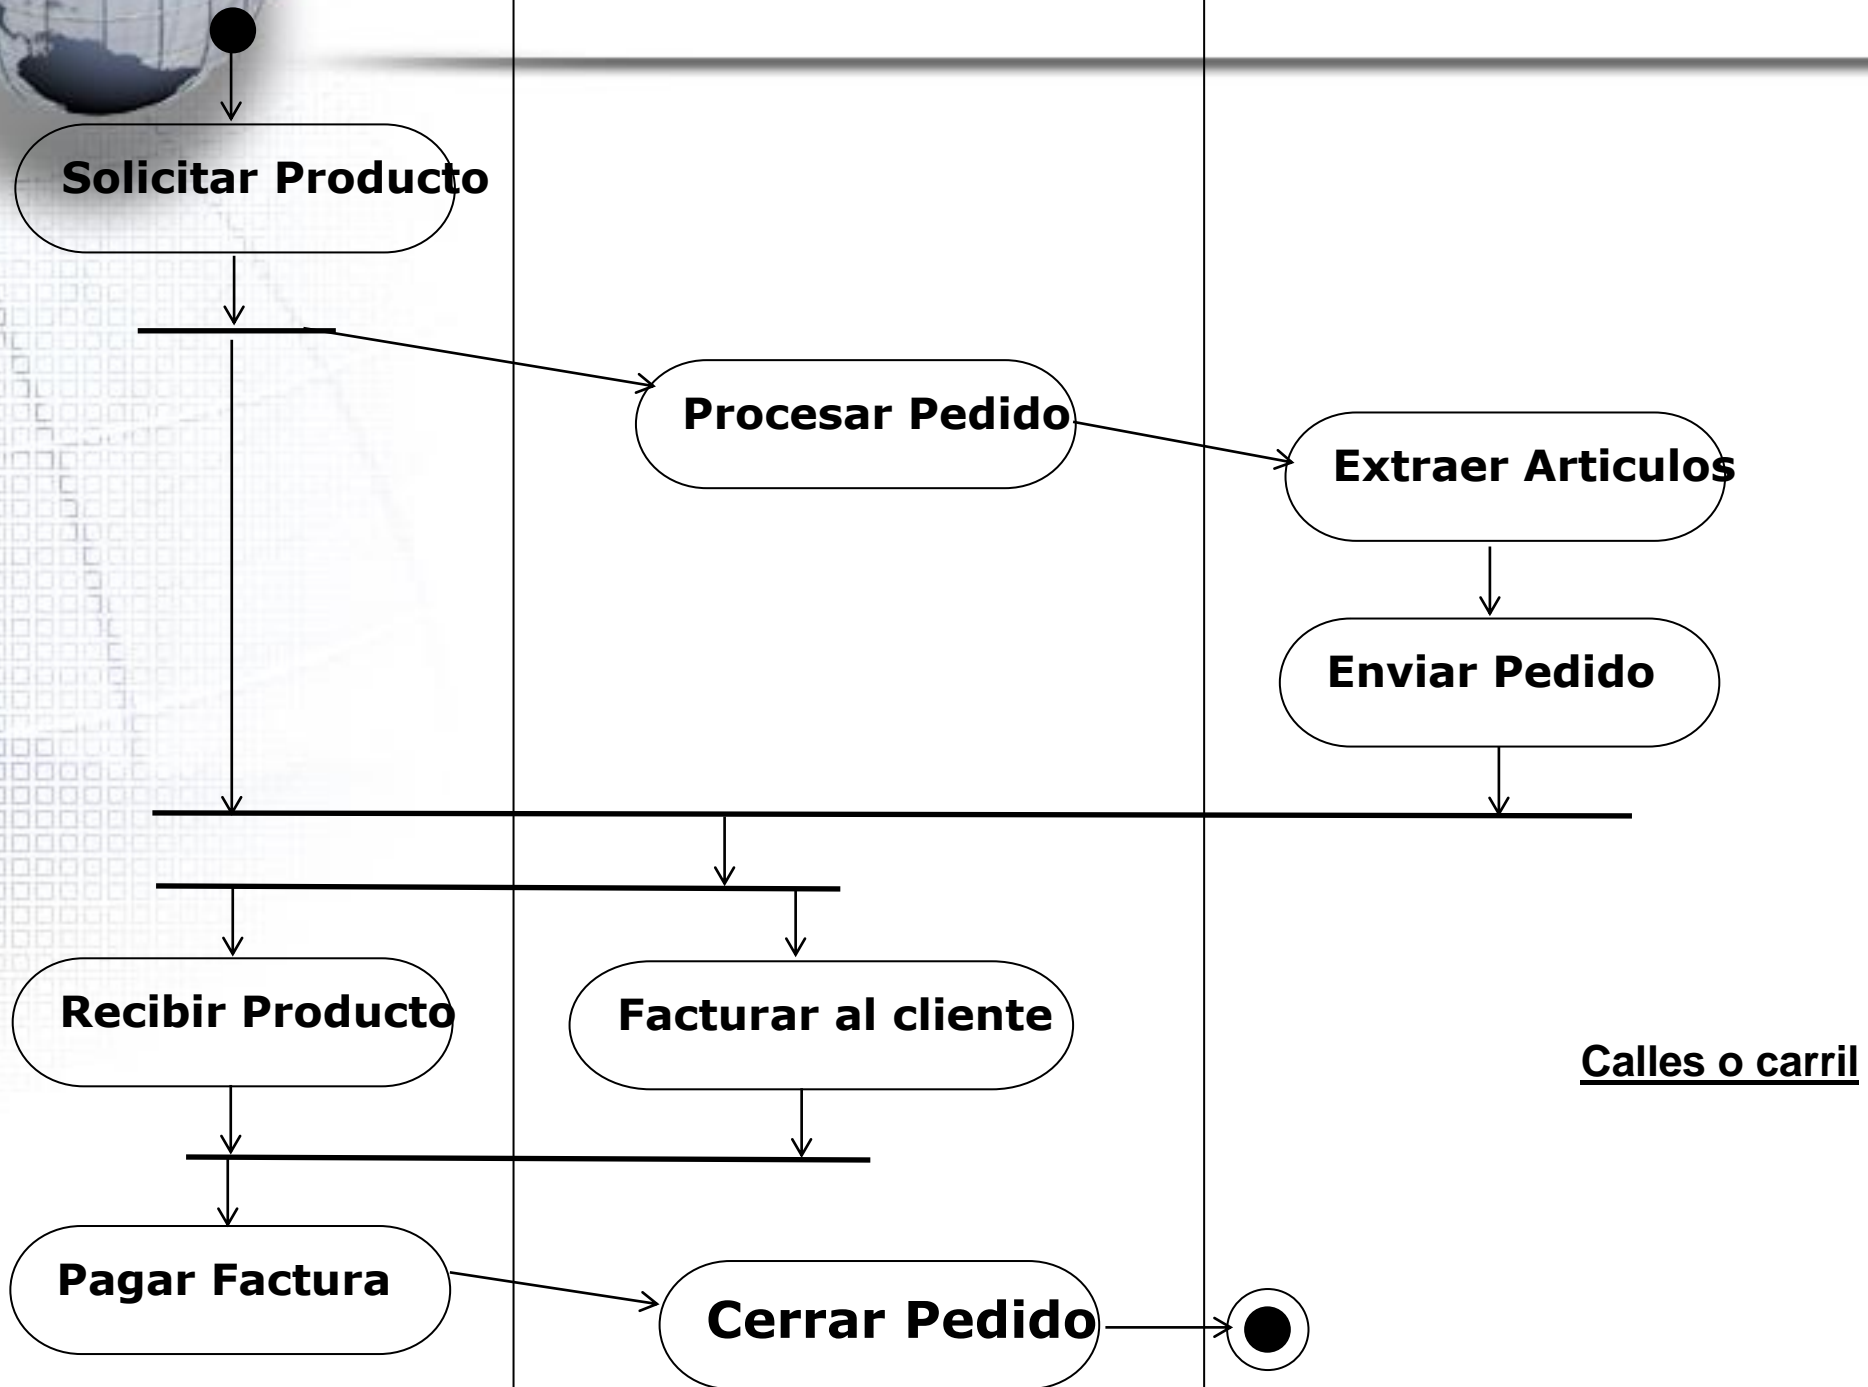 Solicitar Producto
Procesar Pedido
Extraer Articulos
Enviar Pedido
Recibir Producto
Facturar al cliente
Calles o carril
Pagar Factura
Cerrar Pedido